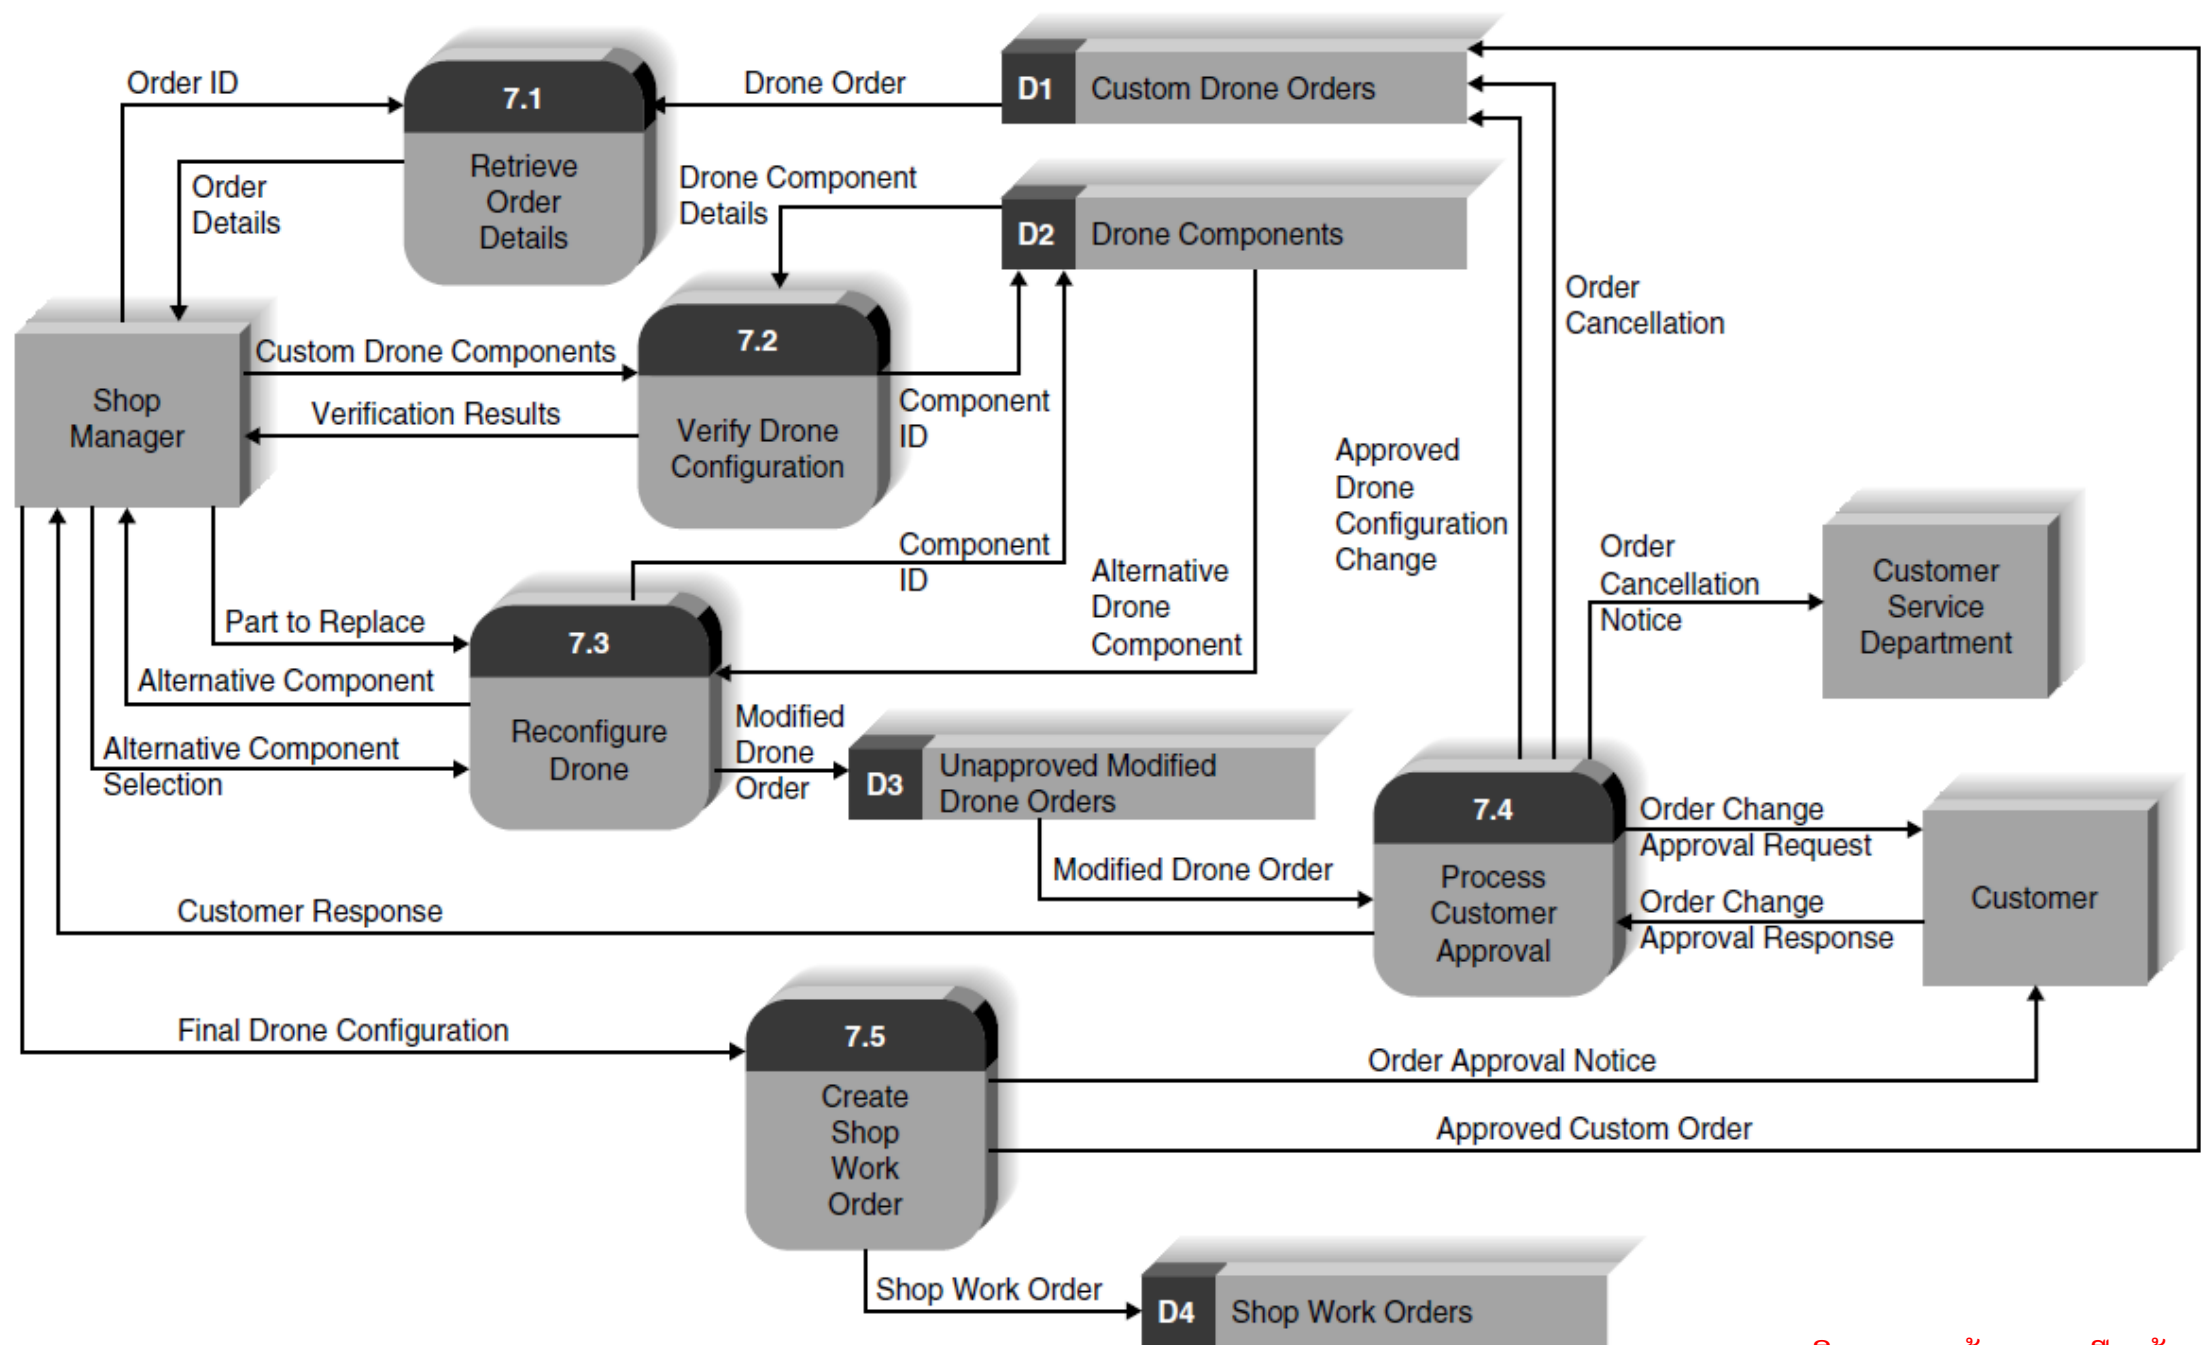 Order ID
7.1
Retrieve
Order
Details
Drone Order
D1
Custom Drone Orders
Order
Details
Drone Component
Details
D2
Drone Components
Order
Cancellation
Shop
Manager
Custom Drone Components
Verification Results
7.2
Verify Drone
Configuration
Component
ID
Approved
Drone
Configuration
Change
Component
ID
Alternative
Drone
Component
Order
Cancellation
Notice
Customer
Service
Department
Part to Replace
Alternative Component
Alternative Component
Selection
7.3
Reconfigure
Drone
Modified
Drone
Order
D3
Unapproved Modified
Drone Orders
Modified Drone Order
7.4
Process
Customer
Approval
Order Change
Approval Request
Order Change
Approval Response
Customer
Customer Response
Final Drone Configuration
7.5
Create
Shop
Work
Order
Order Approval Notice
Approved Custom Order
Shop Work Order
D4
Shop Work Orders